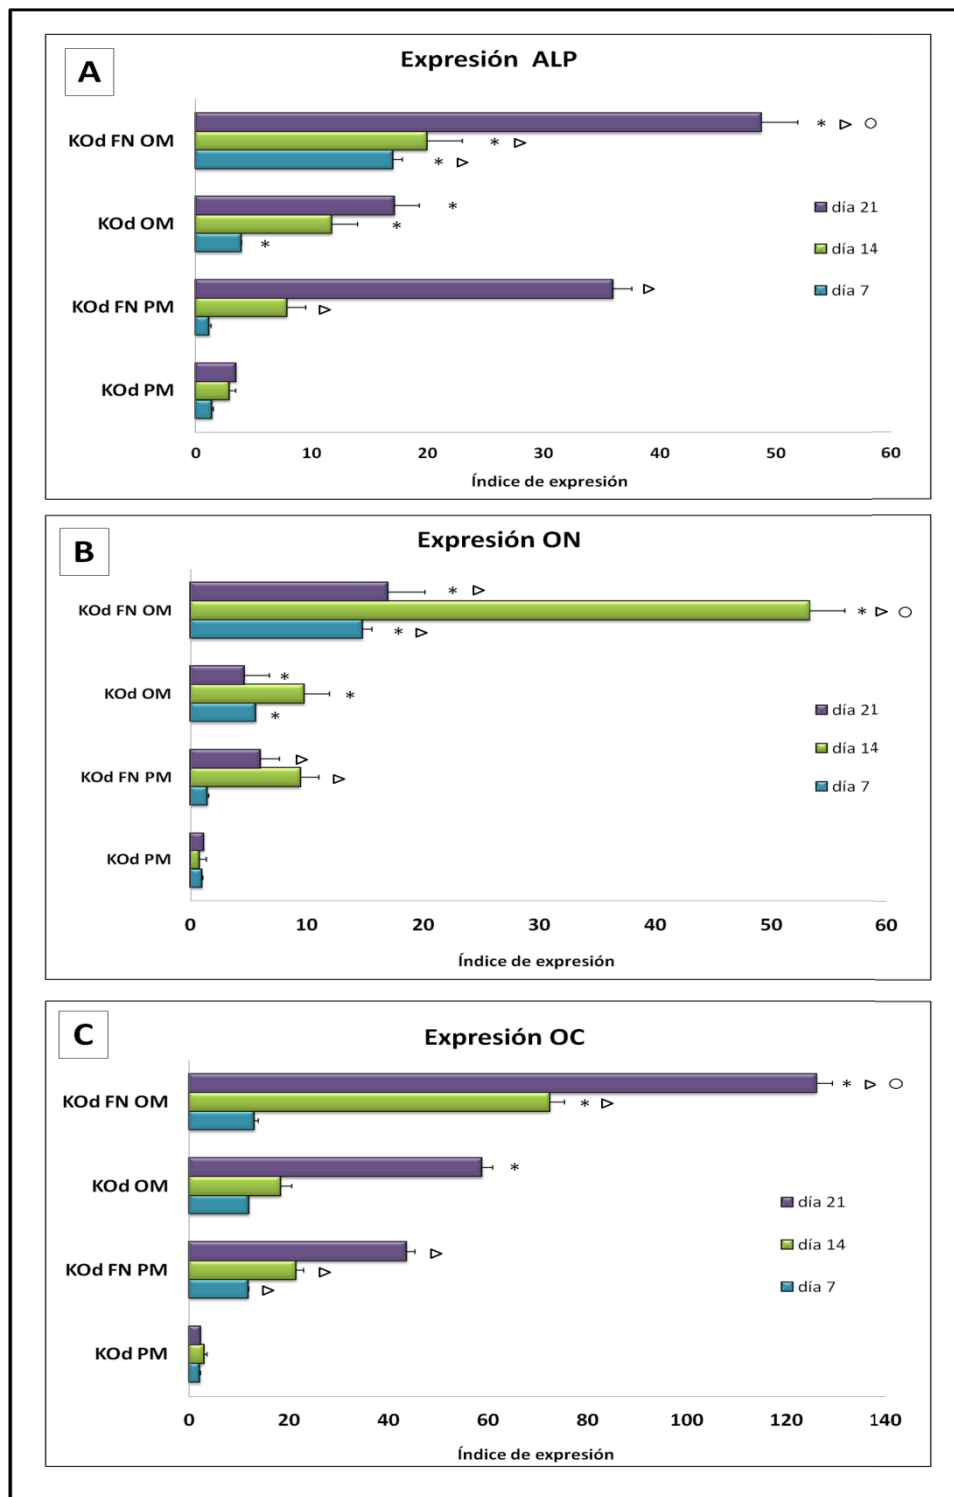 A
Expresión ALP
KOd FN OM
* ▷ ○
* ▷
* ▷
KOd OM
*
*
*
KOd FN PM
▷
▷
KOd PM
día 21
día 14
día 7
0 10 20 30 40 50 60
Índice de expresión
B
Expresión ON
KOd FN OM
* ▷
* ▷ ○
* ▷
KOd OM
*
*
*
KOd FN PM
▷
▷
KOd PM
día 21
día 14
día 7
0 10 20 30 40 50 60
Índice de expresión
C
Expresión OC
KOd FN OM
* ▷ ○
* ▷
KOd OM
*
KOd FN PM
▷
▷
▷
KOd PM
día 21
día 14
día 7
0 20 40 60 80 100 120 140
Índice de expresión